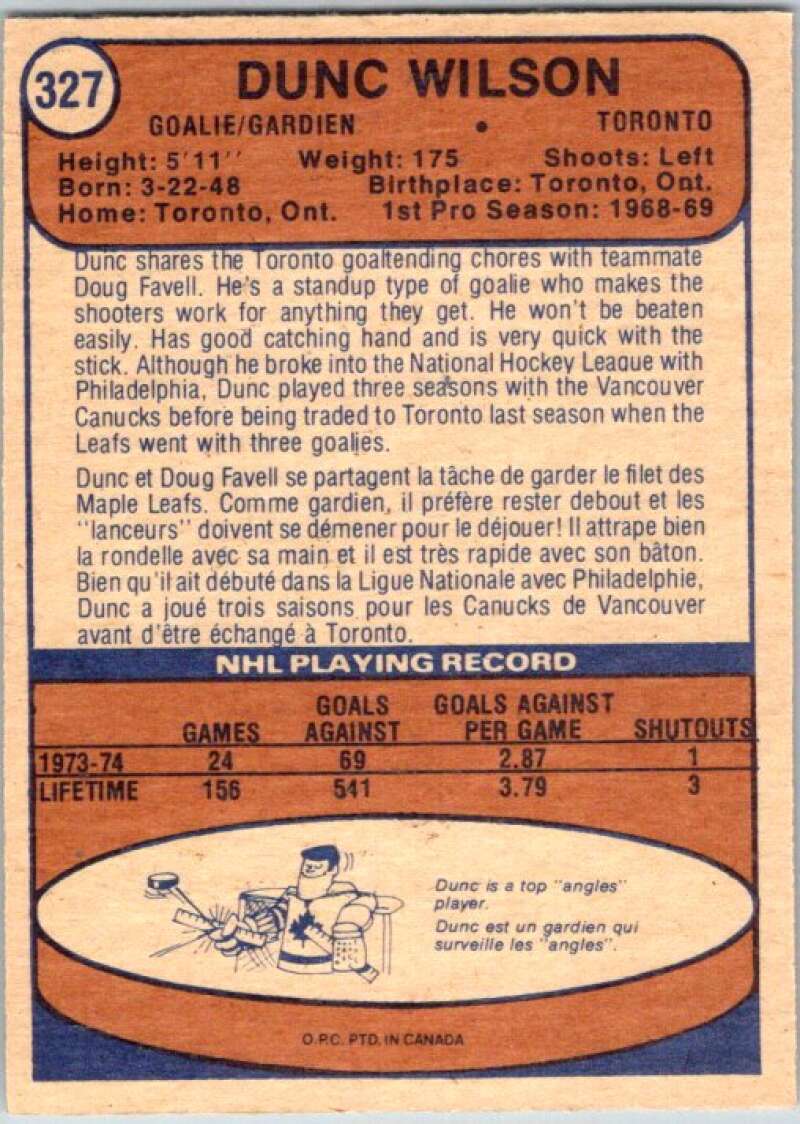 327
DUNC WILSON
GOALIE/GARDIEN • TORONTO
Height: 5'11'' Weight: 175 Shoots: Left
Born: 3-22-48 Birthplace: Toronto, Ont.
Home: Toronto, Ont. 1st Pro Season: 1968-69
Dunc shares the Toronto goaltending chores with teammate
Doug Favell. He's a standup type of goalie who makes the
shooters work for anything they get. He won't be beaten
easily. Has good catching hand and is very quick with the
stick. Although he broke into the National Hockey League with
Philadelphia, Dunc played three seasons with the Vancouver
Canucks before being traded to Toronto last season when the
Leafs went with three goalies.
Dunc et Doug Favell se partagent la tâche de garder le filet des
Maple Leafs. Comme gardien, il préfère rester debout et les
''lanceurs'' doivent se démener pour le déjouer! Il attrape bien
la rondelle avec sa main et il est très rapide avec son bâton.
Bien qu'il ait débuté dans la Ligue Nationale avec Philadelphie,
Dunc a joué trois saisons pour les Canucks de Vancouver
avant d'être échangé à Toronto.
NHL PLAYING RECORD
GAMES GOALS AGAINST GOALS AGAINST PER GAME SHUTOUTS
1973-74 24 69 2.87 1
LIFETIME 156 541 3.79 3
Dunc is a top "angles"
player.
Dunc est un gardien qui
surveille les "angles".
O.P.C. PTD. IN CANADA